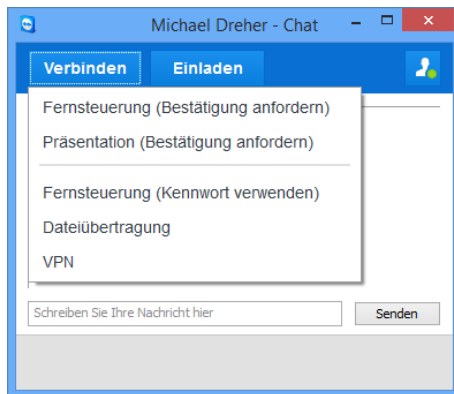 Michael Dreher - Chat
Verbinden Einladen
Fernsteuerung (Bestätigung anfordern)
Präsentation (Bestätigung anfordern)
Fernsteuerung (Kennwort verwenden)
Dateiübertragung
VPN
Schreiben Sie Ihre Nachricht hier Senden